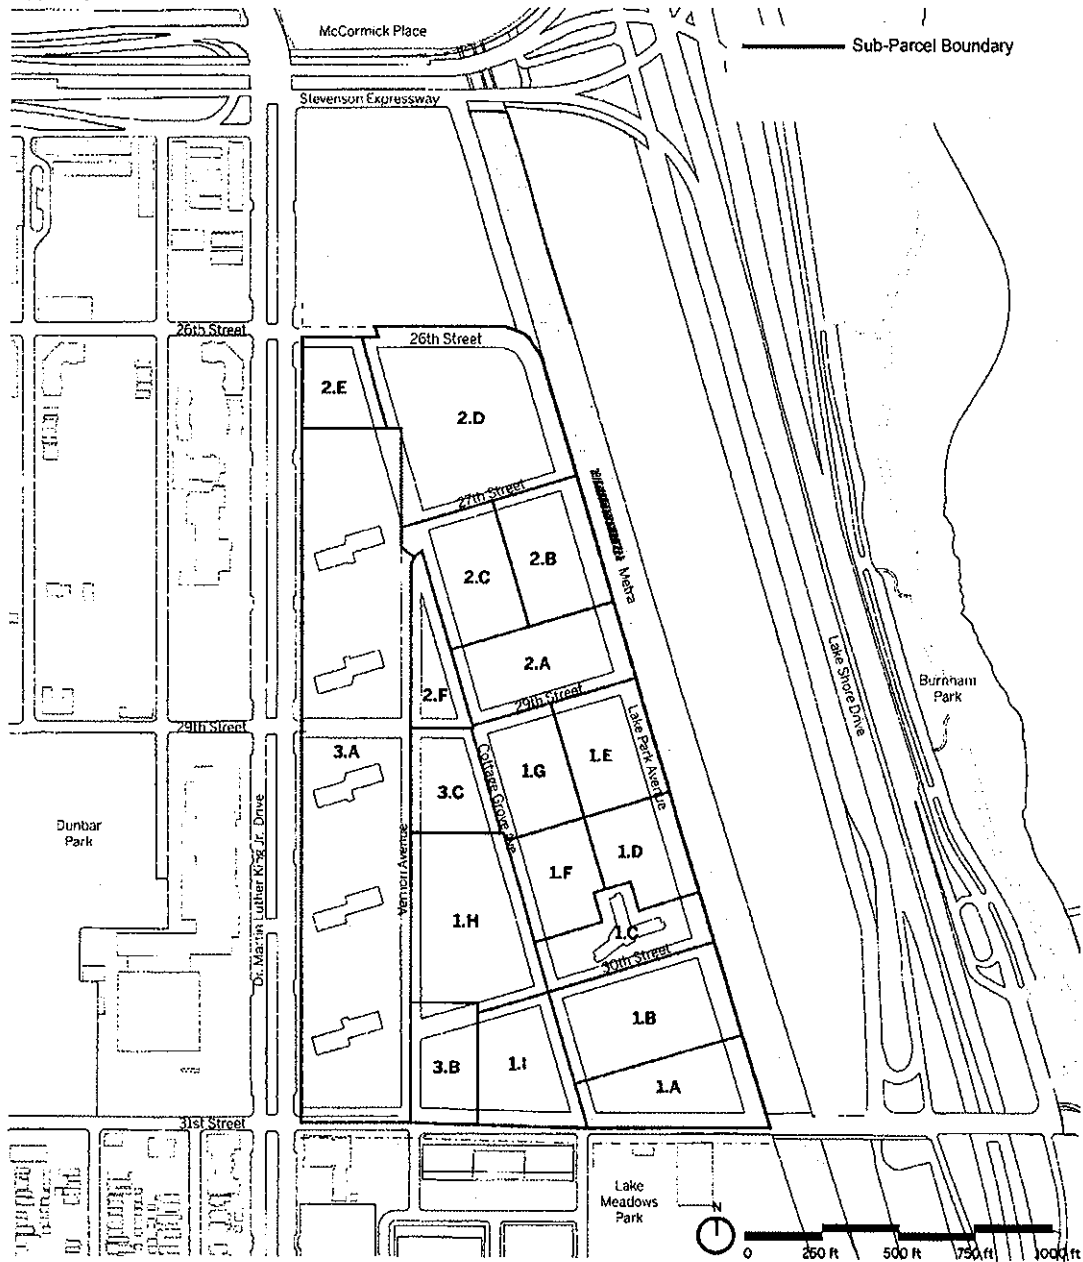 McCormick Place
Sub-Parcel Boundary
Stevenson Expressway
26th Street
26th Street
2.E
2.D
27th Street
2.B
2.C
Metra
2.A
2.F
29th Street
29th Street
Lake Shore Drive
Burnham
Park
3.A
1.E
1.G
Lake Park Avenue
3.C
Cottage Grove Ave
Dunbar
Park
Dr. Martin Luther King Jr. Drive
Vernon Avenue
1.D
1.F
1.H
1.C
30th Street
1.B
3.B
1.I
1.A
31st Street
Lake
Meadows
Park
N
0 250 ft 500 ft 750 ft 1000 ft